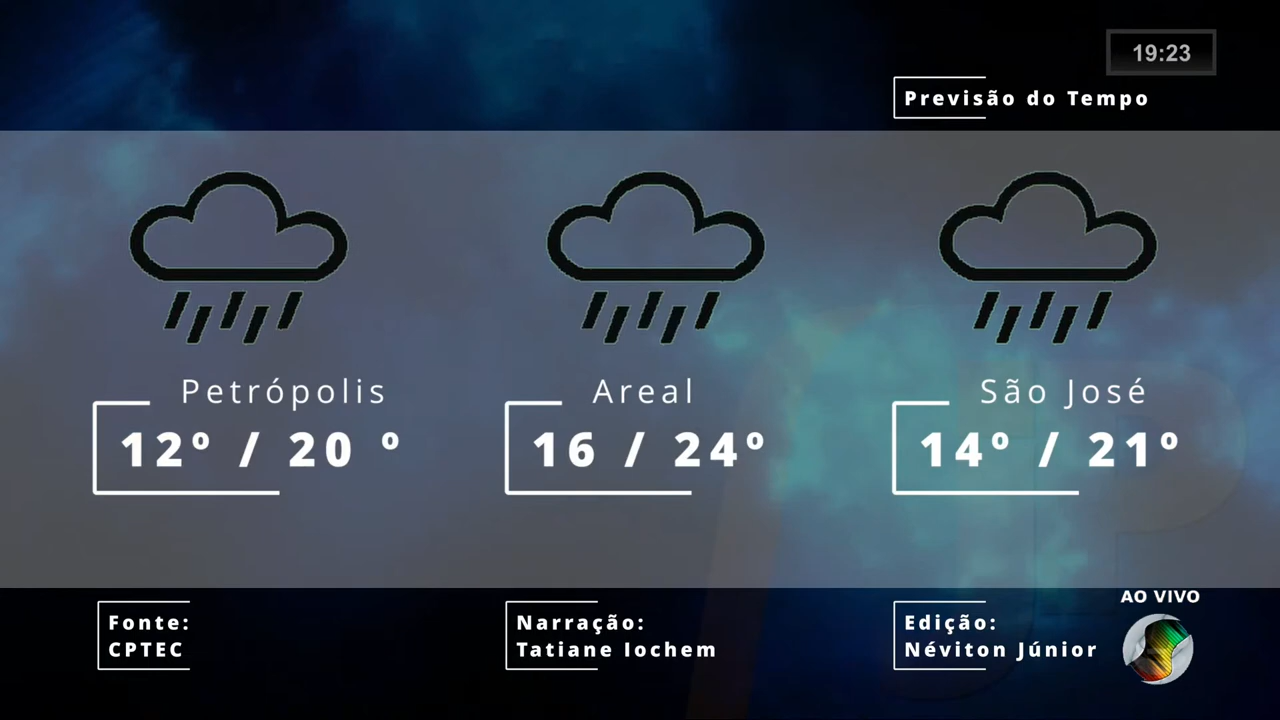 19:23
Previsão do Tempo
Petrópolis
12º / 20 º
Areal
16 / 24º
São José
14º / 21º
Fonte:
CPTEC
Narração:
Tatiane Iochem
Edição:
Néviton Júnior
AO VIVO